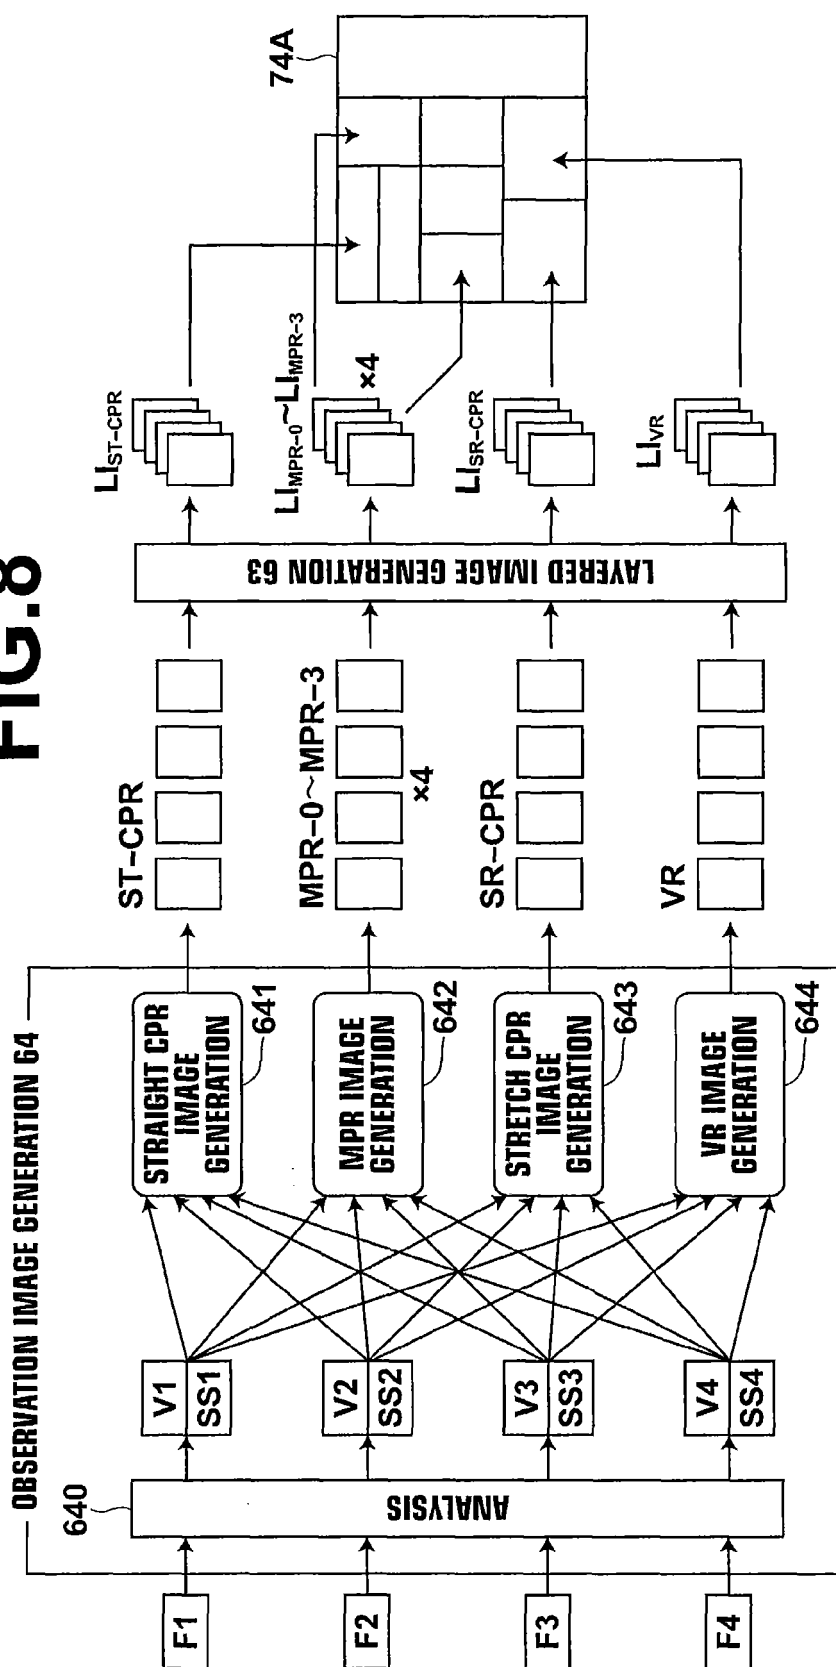 FIG.8
OBSERVATION IMAGE GENERATION 64
F1
F2
F3
F4
640
ANALYSIS
V1
SS1
V2
SS2
V3
SS3
V4
SS4
STRAIGHT CPR
IMAGE
GENERATION
641
MPR IMAGE
GENERATION
642
STRETCH CPR
IMAGE
GENERATION
643
VR IMAGE
GENERATION
644
ST-CPR
MPR-0~MPR-3
×4
SR-CPR
VR
LAYERED IMAGE GENERATION 63
LIST-CPR
LIMPR-0~LIMPR-3
×4
LISR-CPR
LIVR
74A